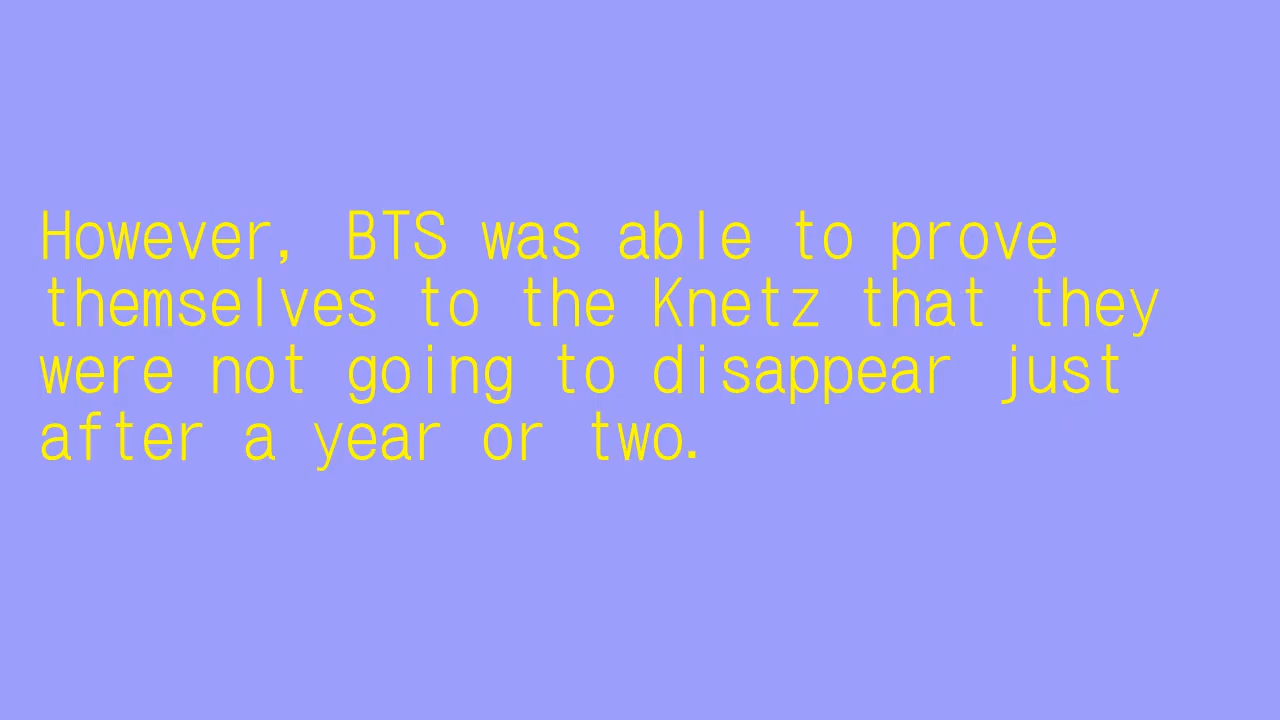 However, BTS was able to prove
themselves to the Knetz that they
were not going to disappear just
after a year or two.